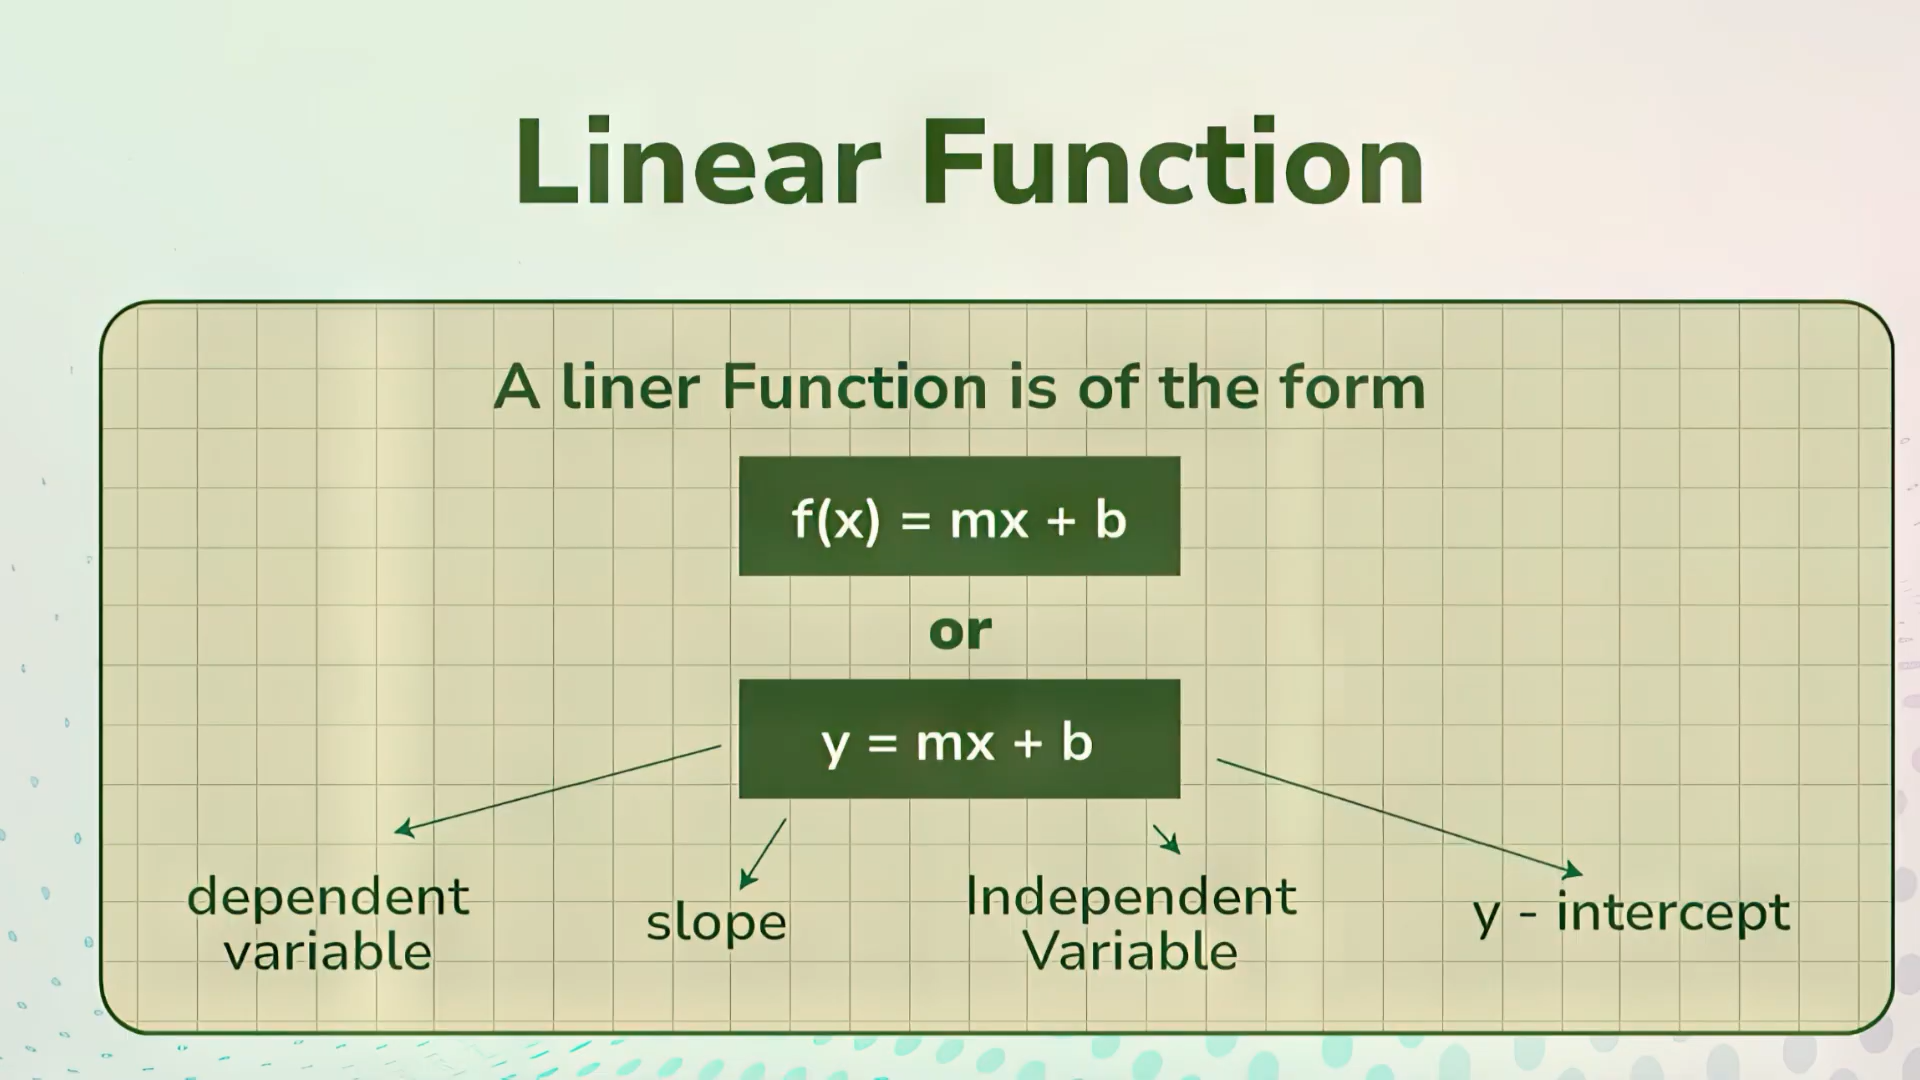 Linear Function
A liner Function is of the form
f(x) = mx + b
or
y = mx + b
dependent
variable
slope
Independent
Variable
y - intercept